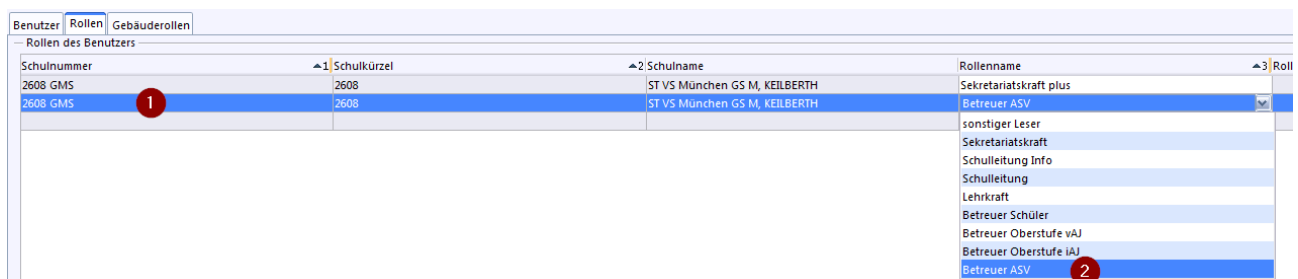 Benutzer Rollen Gebäuderollen
Rollen des Benutzers
Schulnummer 1 Schulkürzel 2 Schulname Rollenname 3 Roll
2608 GMS 2608 ST VS München GS M, KEILBERTH Sekretariatskraft plus
2608 GMS 1 2608 ST VS München GS M, KEILBERTH Betreuer ASV
sonstiger Leser
Sekretariatskraft
Schulleitung Info
Schulleitung
Lehrkraft
Betreuer Schüler
Betreuer Oberstufe vAJ
Betreuer Oberstufe iAJ
Betreuer ASV 2